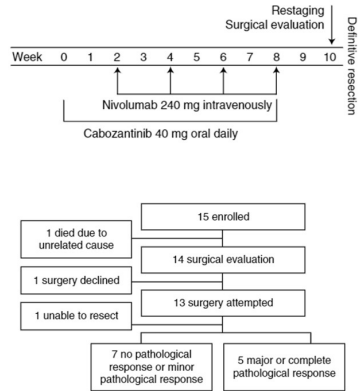 Restaging
Surgical evaluation
Definitive resection
Week 0 1 2 3 4 5 6 7 8 9 10
Nivolumab 240 mg intravenously
Cabozantinib 40 mg oral daily
15 enrolled
1 died due to
unrelated cause
14 surgical evaluation
1 surgery declined
13 surgery attempted
1 unable to resect
7 no pathological
response or minor
pathological response
5 major or complete
pathological response